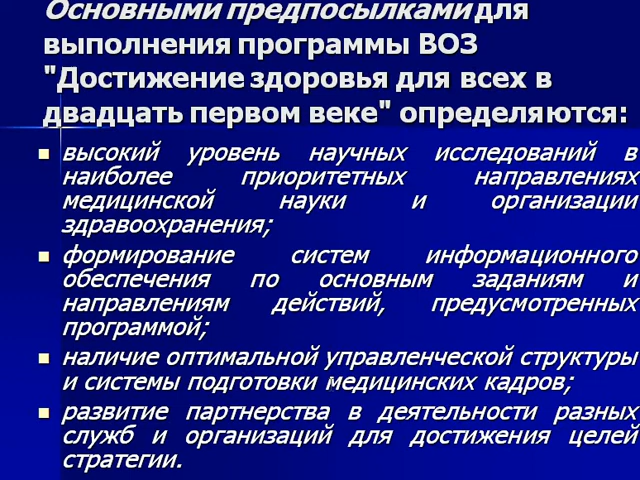 Основными предпосылками для
выполнения программы ВОЗ
"Достижение здоровья для всех в
двадцать первом веке" определяются:
высокий уровень научных исследований в
наиболее приоритетных направлениях
медицинской науки и организации
здравоохранения;
формирование систем информационного
обеспечения по основным заданиям и
направлениям действий, предусмотренных
программой;
наличие оптимальной управленческой структуры
и системы подготовки медицинских кадров;
развитие партнерства в деятельности разных
служб и организаций для достижения целей
стратегии.